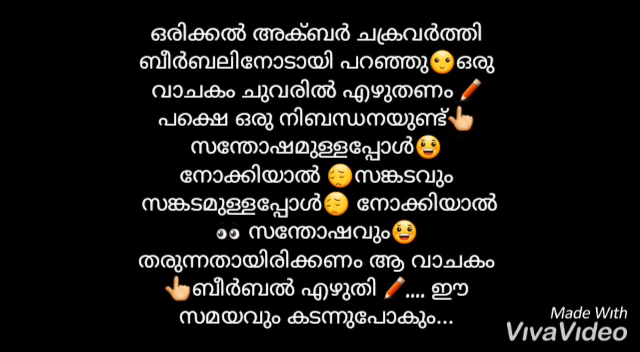 ഒരിക്കൽ അക്ബർ ചക്രവർത്തി
ബീർബലിനോടായി പറഞ്ഞു🙂ഒരു
വാചകം ചുവരിൽ എഴുതണം ✏️
പക്ഷെ ഒരു നിബന്ധനയുണ്ട്👆
സന്തോഷമുള്ളപ്പോൾ😀
നോക്കിയാൽ 😔സങ്കടവും
സങ്കടമുള്ളപ്പോൾ😔 നോക്കിയാൽ
👀 സന്തോഷവും😀
തരുന്നതായിരിക്കണം ആ വാചകം
👆ബീർബൽ എഴുതി ✏️.... ഈ
സമയവും കടന്നുപോകും...
Made With
VivaVideo